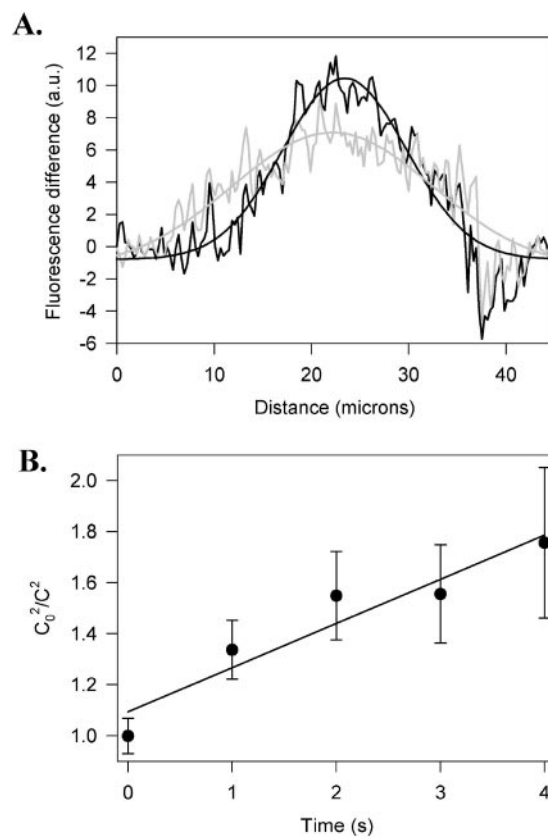 A.
12
10
8
6
4
2
0
-2
-4
-6
Fluorescence difference (a.u.)
0 10 20 30 40
Distance (microns)
B.
2.0
1.8
1.6
1.4
1.2
1.0
C₀²/C²
0 1 2 3 4
Time (s)